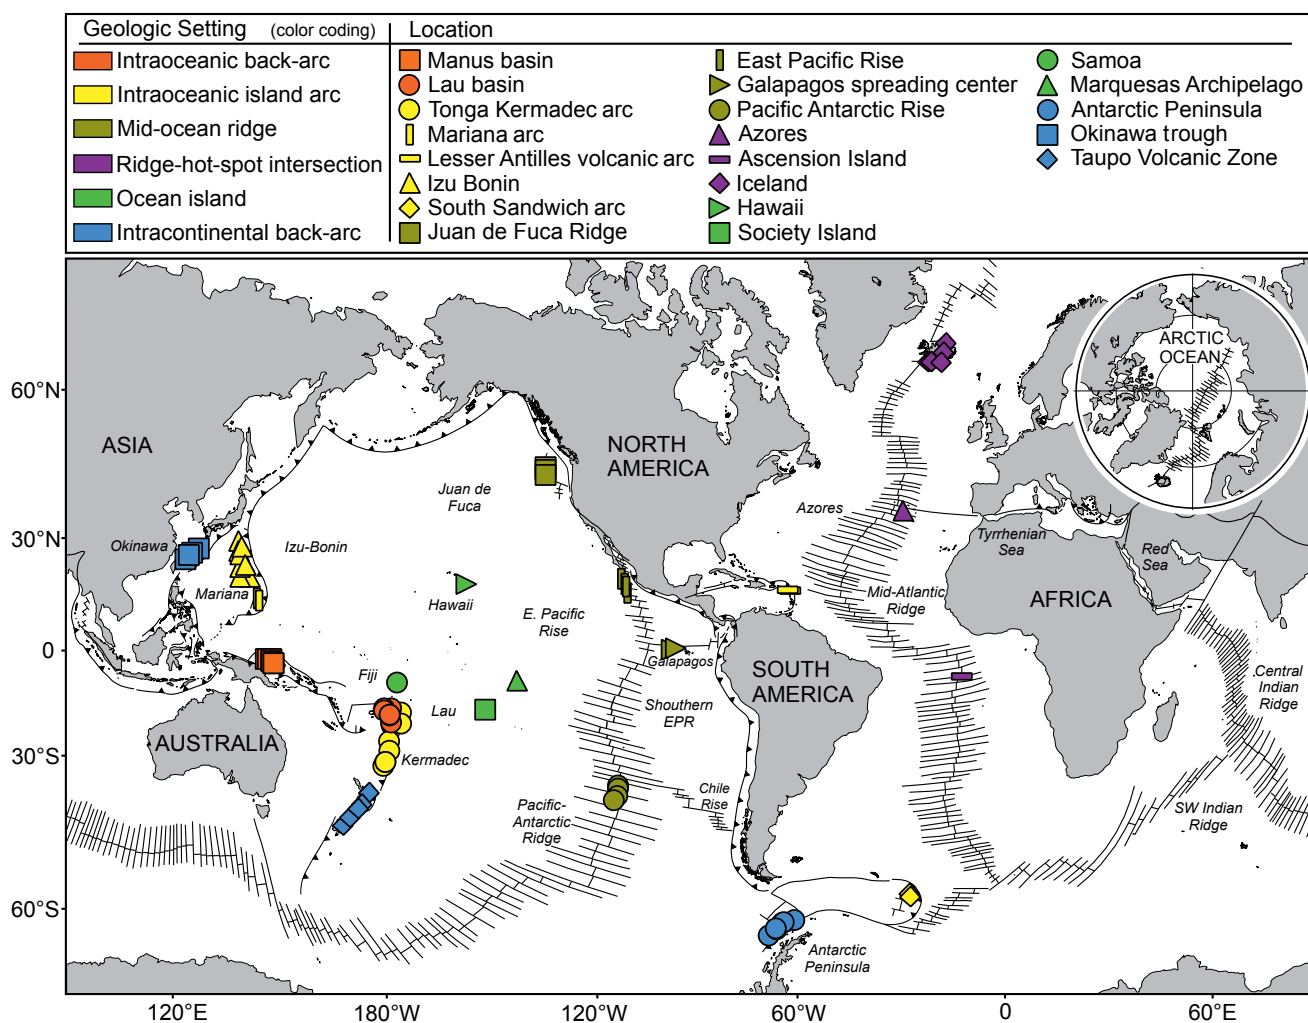 Geologic Setting (color coding)
Intraoceanic back-arc
Intraoceanic island arc
Mid-ocean ridge
Ridge-hot-spot intersection
Ocean island
Intracontinental back-arc
Location
Manus basin
Lau basin
Tonga Kermadec arc
Mariana arc
Lesser Antilles volcanic arc
Izu Bonin
South Sandwich arc
Juan de Fuca Ridge
East Pacific Rise
Galapagos spreading center
Pacific Antarctic Rise
Azores
Ascension Island
Iceland
Hawaii
Society Island
Samoa
Marquesas Archipelago
Antarctic Peninsula
Okinawa trough
Taupo Volcanic Zone
ARCTIC
OCEAN
60°N
ASIA
NORTH
AMERICA
Juan de
Fuca
Azores
30°N
Okinawa
Izu-Bonin
Tyrrhenian
Sea
Red
Sea
Mariana
Hawaii
E. Pacific
Rise
Mid-Atlantic
Ridge
AFRICA
0
Galapagos
Fiji
SOUTH
AMERICA
Central
Indian
Ridge
Lau
Shouthern
EPR
AUSTRALIA
30°S
Kermadec
Chile
Rise
Pacific-
Antarctic
Ridge
SW Indian
Ridge
60°S
Antarctic
Peninsula
120°E
180°W
120°W
60°W
0
60°E